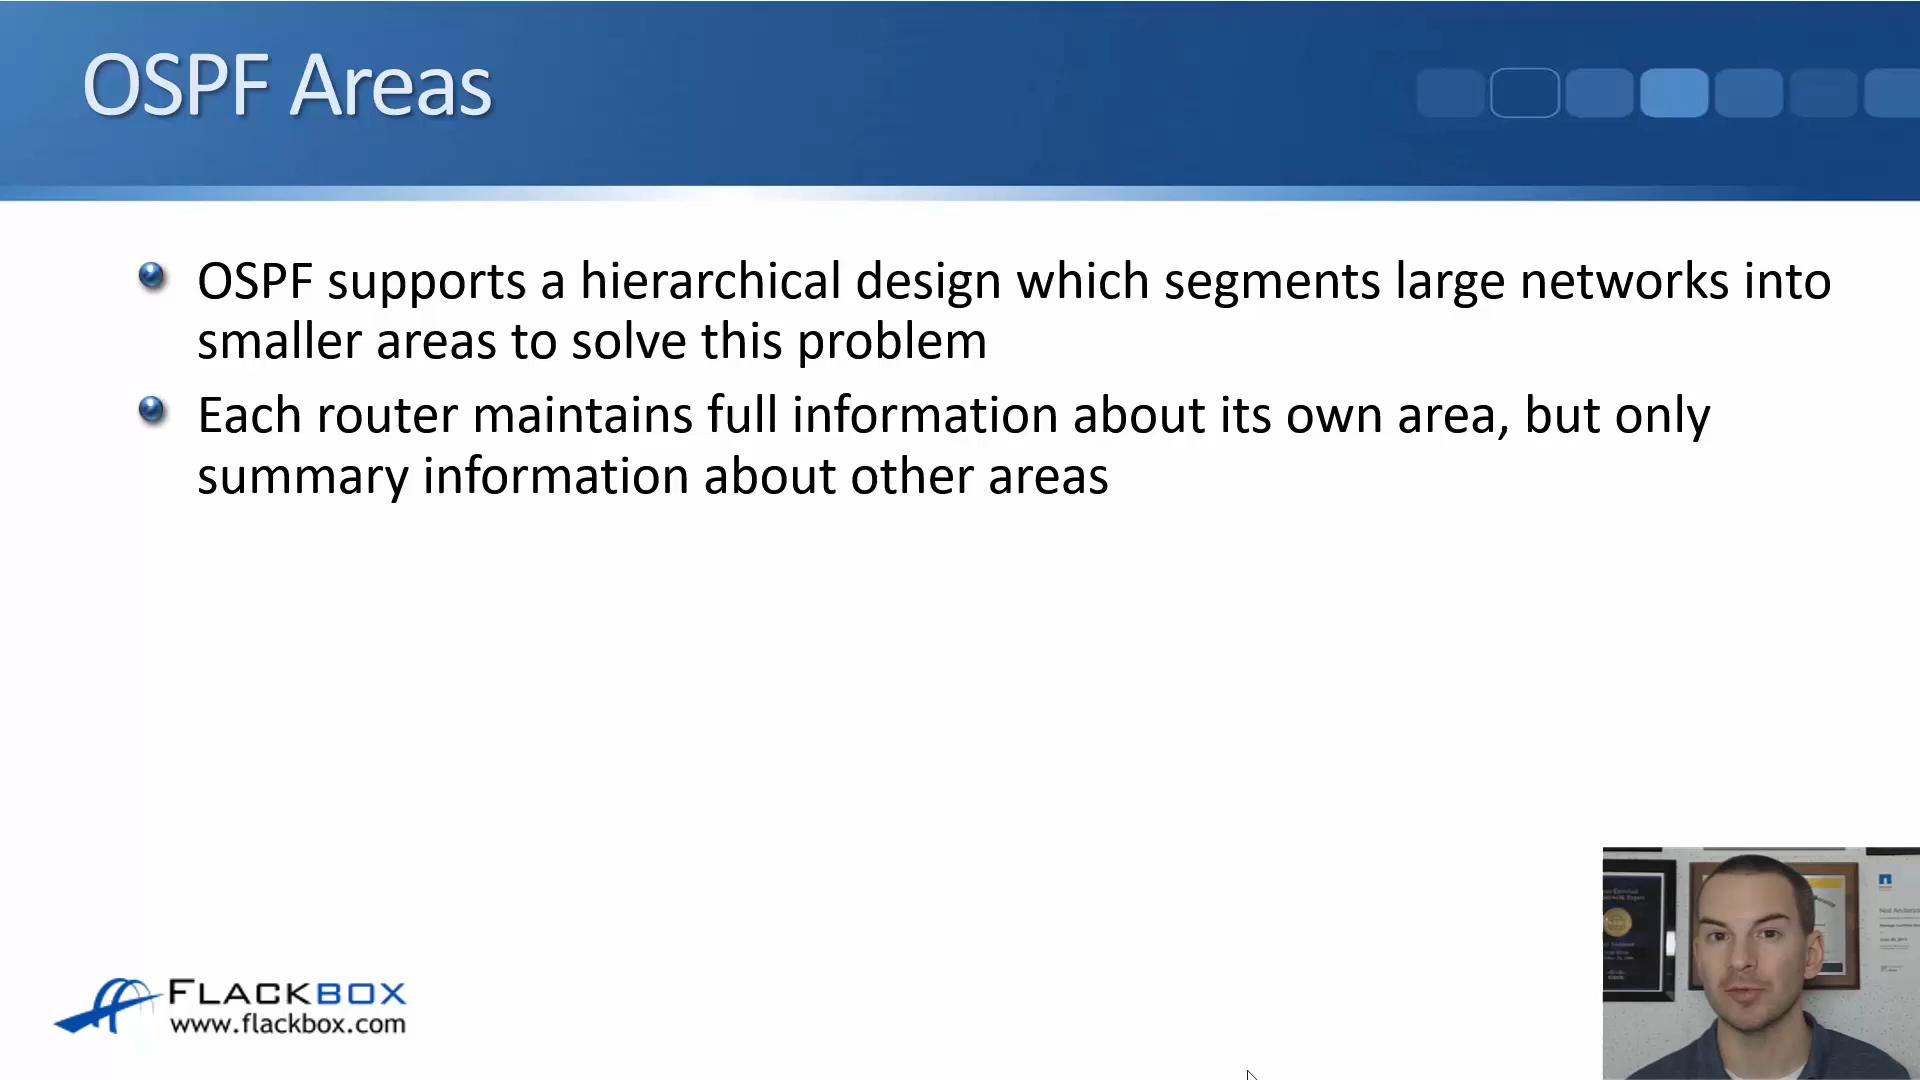 OSPF Areas
OSPF supports a hierarchical design which segments large networks into
smaller areas to solve this problem
Each router maintains full information about its own area, but only
summary information about other areas
FLACKBOX
www.flackbox.com